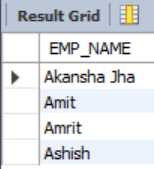 Result Grid
EMP_NAME
Akansha Jha
Amit
Amrit
Ashish